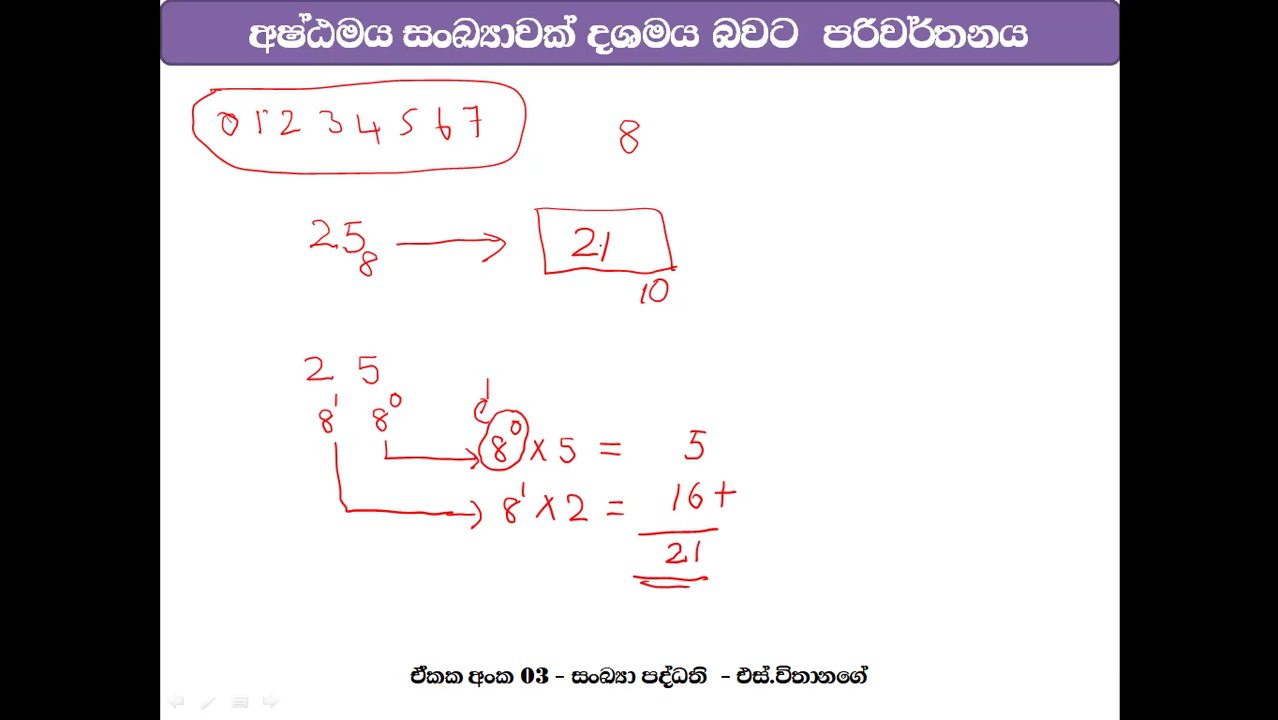 අෂ්ඨමය සංඛ්‍යාවක් දශමය බවට පරිවර්තනය
0 1 2 3 4 5 6 7
8
25₈ → 21₁₀
2 5
8¹ 8⁰
1
8⁰ × 5 = 5
8¹ × 2 = 16 +
21
ඒකක අංක 03 - සංඛ්‍යා පද්ධති - එස්.විතානගේ